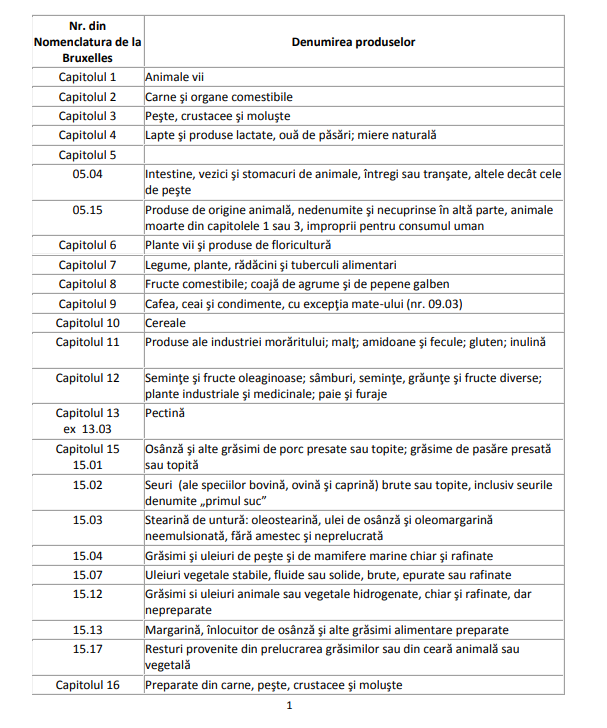 Nr. din
Nomenclatura de la
Bruxelles
Denumirea produselor
Capitolul 1
Animale vii
Capitolul 2
Carne şi organe comestibile
Capitolul 3
Peşte, crustacee şi moluşte
Capitolul 4
Lapte şi produse lactate, ouă de păsări; miere naturală
Capitolul 5
05.04
Intestine, vezici şi stomacuri de animale, întregi sau tranşate, altele decât cele
de peşte
05.15
Produse de origine animală, nedenumite şi necuprinse în altă parte, animale
moarte din capitolele 1 sau 3, improprii pentru consumul uman
Capitolul 6
Plante vii şi produse de floricultură
Capitolul 7
Legume, plante, rădăcini şi tuberculi alimentari
Capitolul 8
Fructe comestibile; coajă de agrume şi de pepene galben
Capitolul 9
Cafea, ceai şi condimente, cu excepţia mate-ului (nr. 09.03)
Capitolul 10
Cereale
Capitolul 11
Produse ale industriei morăritului; malţ; amidoane şi fecule; gluten; inulină
Capitolul 12
Seminţe şi fructe oleaginoase; sâmburi, seminţe, grăunţe şi fructe diverse;
plante industriale şi medicinale; paie şi furaje
Capitolul 13
ex 13.03
Pectină
Capitolul 15
15.01
Osânză şi alte grăsimi de porc presate sau topite; grăsime de pasăre presată
sau topită
15.02
Seuri (ale speciilor bovină, ovină şi caprină) brute sau topite, inclusiv seurile
denumite „primul suc”
15.03
Stearină de untură: oleostearină, ulei de osânză şi oleomargarină
neemulsionată, fără amestec şi neprelucrată
15.04
Grăsimi şi uleiuri de peşte şi de mamifere marine chiar şi rafinate
15.07
Uleiuri vegetale stabile, fluide sau solide, brute, epurate sau rafinate
15.12
Grăsimi si uleiuri animale sau vegetale hidrogenate, chiar şi rafinate, dar
nepreparate
15.13
Margarină, înlocuitor de osânză şi alte grăsimi alimentare preparate
15.17
Resturi provenite din prelucrarea grăsimilor sau din ceară animală sau
vegetală
Capitolul 16
Preparate din carne, peşte, crustacee şi moluşte
1